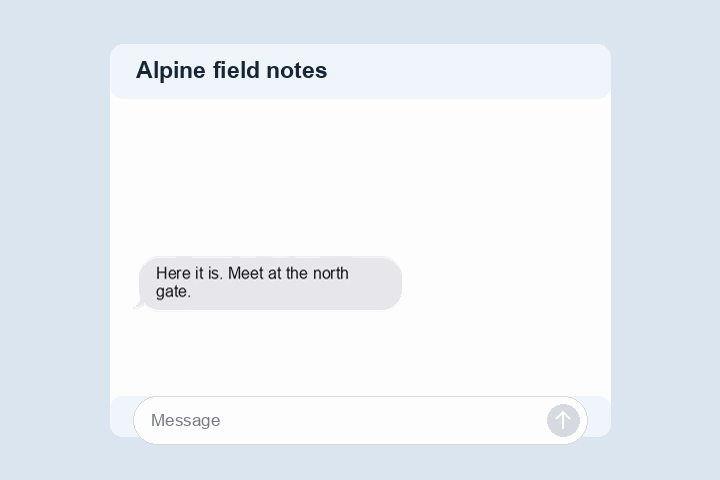 Alpine field notes
Here it is. Meet at the north
gate.
Message